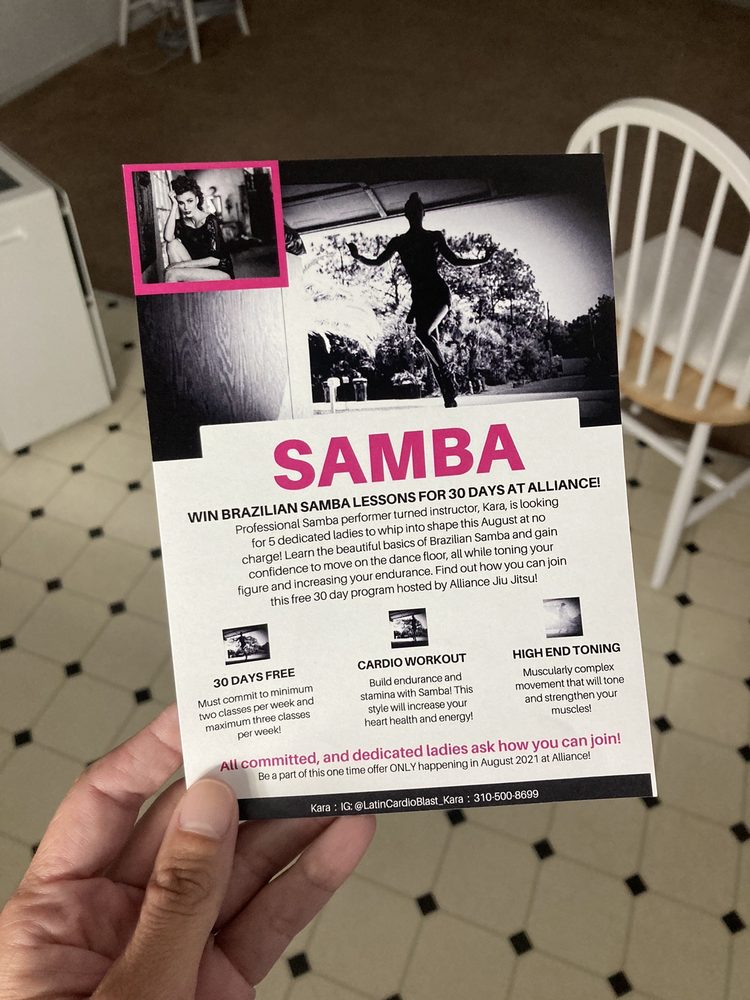 SAMBA
WIN BRAZILIAN SAMBA LESSONS FOR 30 DAYS AT ALLIANCE!
Professional Samba performer turned instructor, Kara, is looking
for 5 dedicated ladies to whip into shape this August at no
charge! Learn the beautiful basics of Brazilian Samba and gain
confidence to move on the dance floor, all while toning your
figure and increasing your endurance. Find out how you can join
this free 30 day program hosted by Alliance Jiu Jitsu!
30 DAYS FREE
Must commit to minimum
two classes per week and
maximum three classes
per week!
CARDIO WORKOUT
Build endurance and
stamina with Samba! This
style will increase your
heart health and energy!
HIGH END TONING
Muscularly complex
movement that will tone
and strengthen your
muscles!
All committed, and dedicated ladies ask how you can join!
Be a part of this one time offer ONLY happening in August 2021 at Alliance!
Kara : IG: @LatinCardioBlast_Kara : 310-500-8699